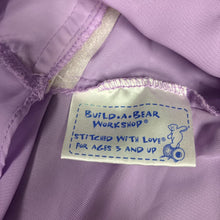 BUILD-A-BEAR
WORKSHOP®
STITCHED WITH LOVE®
FOR AGES 3 AND UP